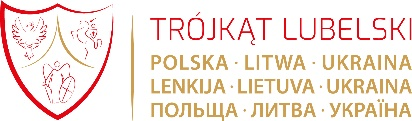 TRÓJKĄT LUBELSKI
POLSKA · LITWA · UKRAINA
LENKIJA · LIETUVA · UKRAINA
ПОЛЬЩА · ЛИТВА · УКРАЇНА